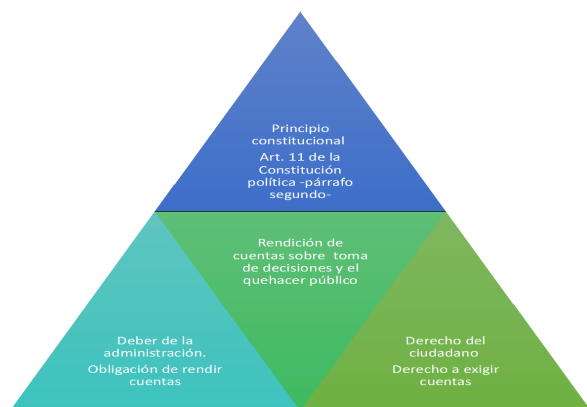 Principio
constitucional
Art. 11 de la
Constitución
política -párrafo
segundo-
Rendición de
cuentas sobre toma
de decisiones y el
quehacer público
Deber de la
administración.
Obligación de rendir
cuentas
Derecho del
ciudadano
Derecho a exigir
cuentas